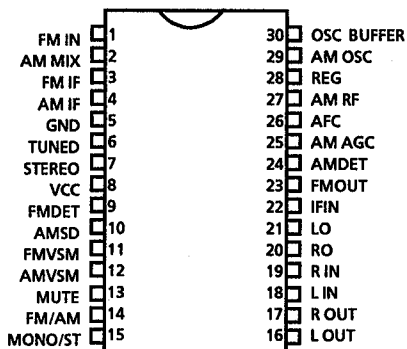 FM IN 1 30 OSC BUFFER
AM MIX 2 29 AM OSC
FM IF 3 28 REG
AM IF 4 27 AM RF
GND 5 26 AFC
TUNED 6 25 AM AGC
STEREO 7 24 AMDET
VCC 8 23 FMOUT
FMDET 9 22 IFIN
AMSD 10 21 LO
FMVSM 11 20 RO
AMVSM 12 19 R IN
MUTE 13 18 L IN
FM/AM 14 17 R OUT
MONO/ST 15 16 L OUT